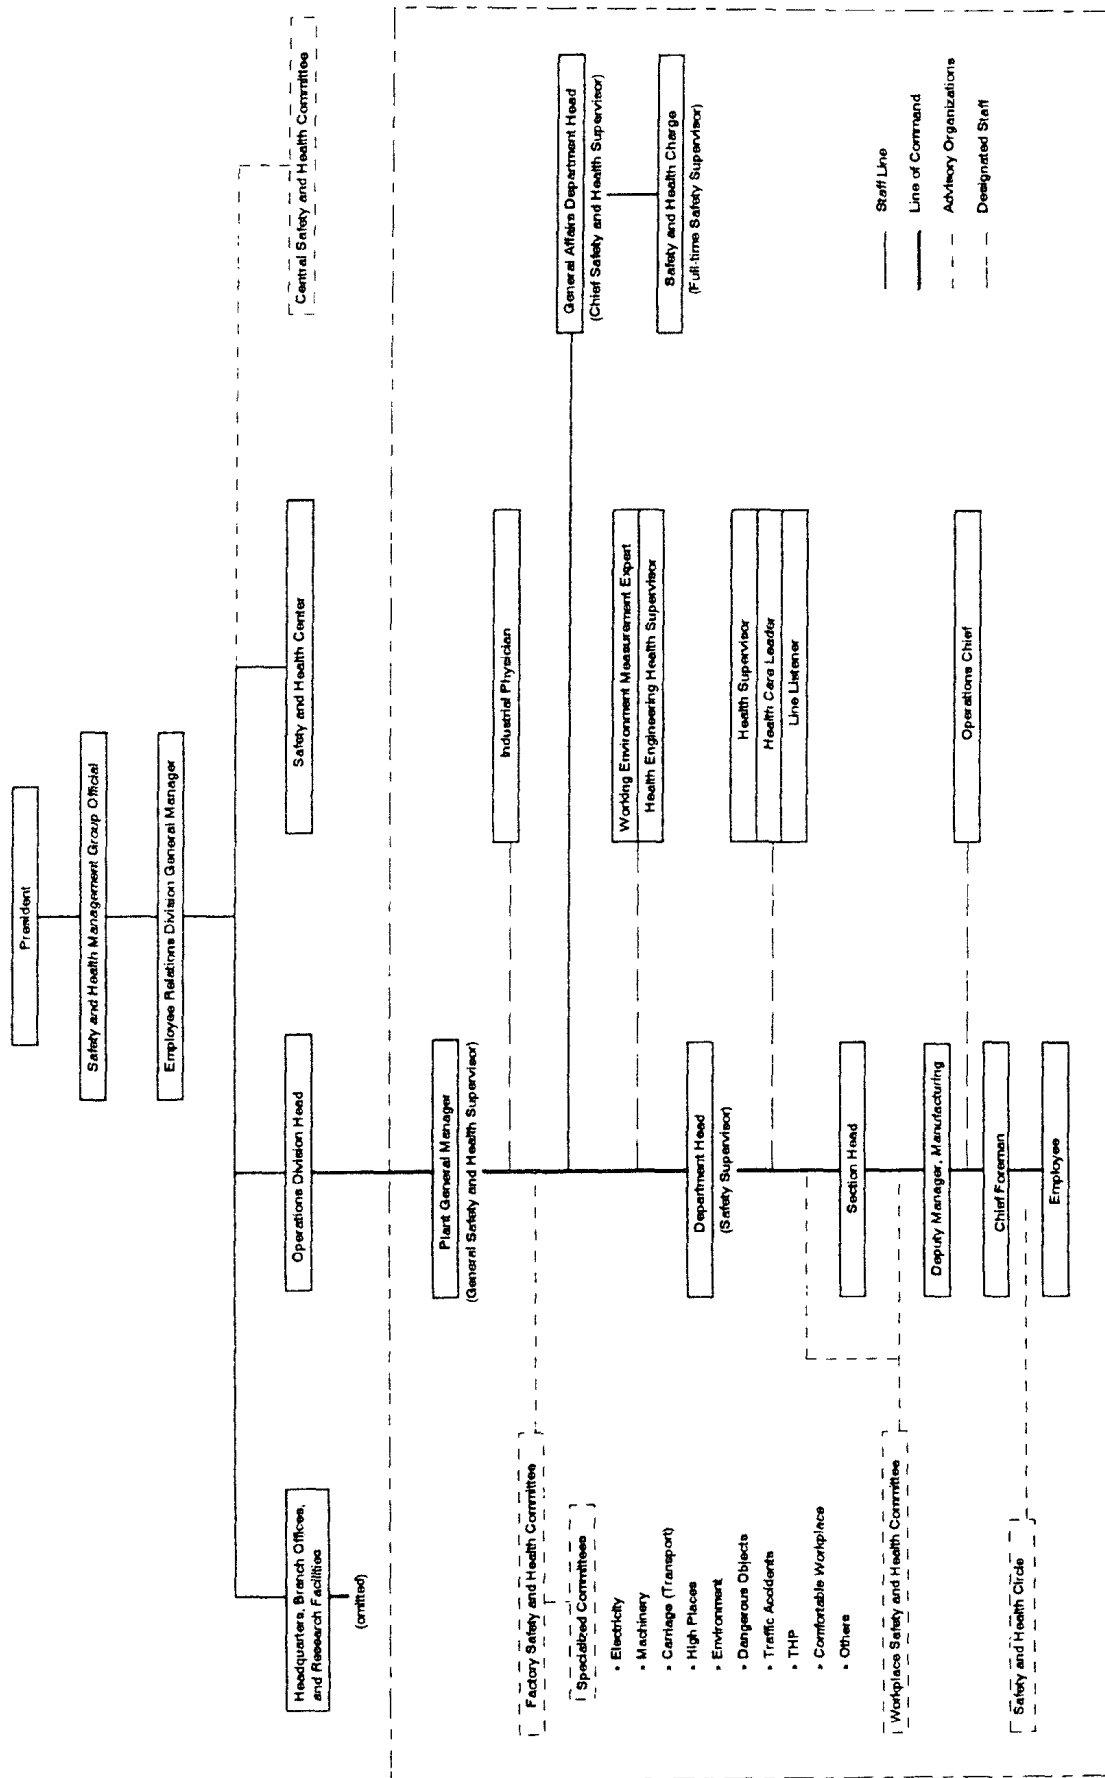 President
Safety and Health Management Group Official
Employee Relations Division General Manager
Headquarters, Branch Offices,
and Research Facilities
(omitted)
Operations Division Head
Safety and Health Center
Central Safety and Health Committee
Plant General Manager
(General Safety and Health Supervisor)
Industrial Physician
Factory Safety and Health Committee
Specialized Committees
• Electricity
• Machinery
• Carriage (Transport)
• High Places
• Environment
• Dangerous Objects
• Traffic Accidents
• THP
• Comfortable Workplace
• Others
General Affairs Department Head
(Chief Safety and Health Supervisor)
Safety and Health Charge
(Full-time Safety Supervisor)
Working Environment Measurement Expert
Health Engineering Health Supervisor
Department Head
(Safety Supervisor)
Health Supervisor
Health Care Leader
Line Listener
Section Head
Workplace Safety and Health Committee
Deputy Manager, Manufacturing
Operations Chief
Chief Foreman
Safety and Health Circle
Employee
Staff Line
Line of Command
Advisory Organizations
Designated Staff